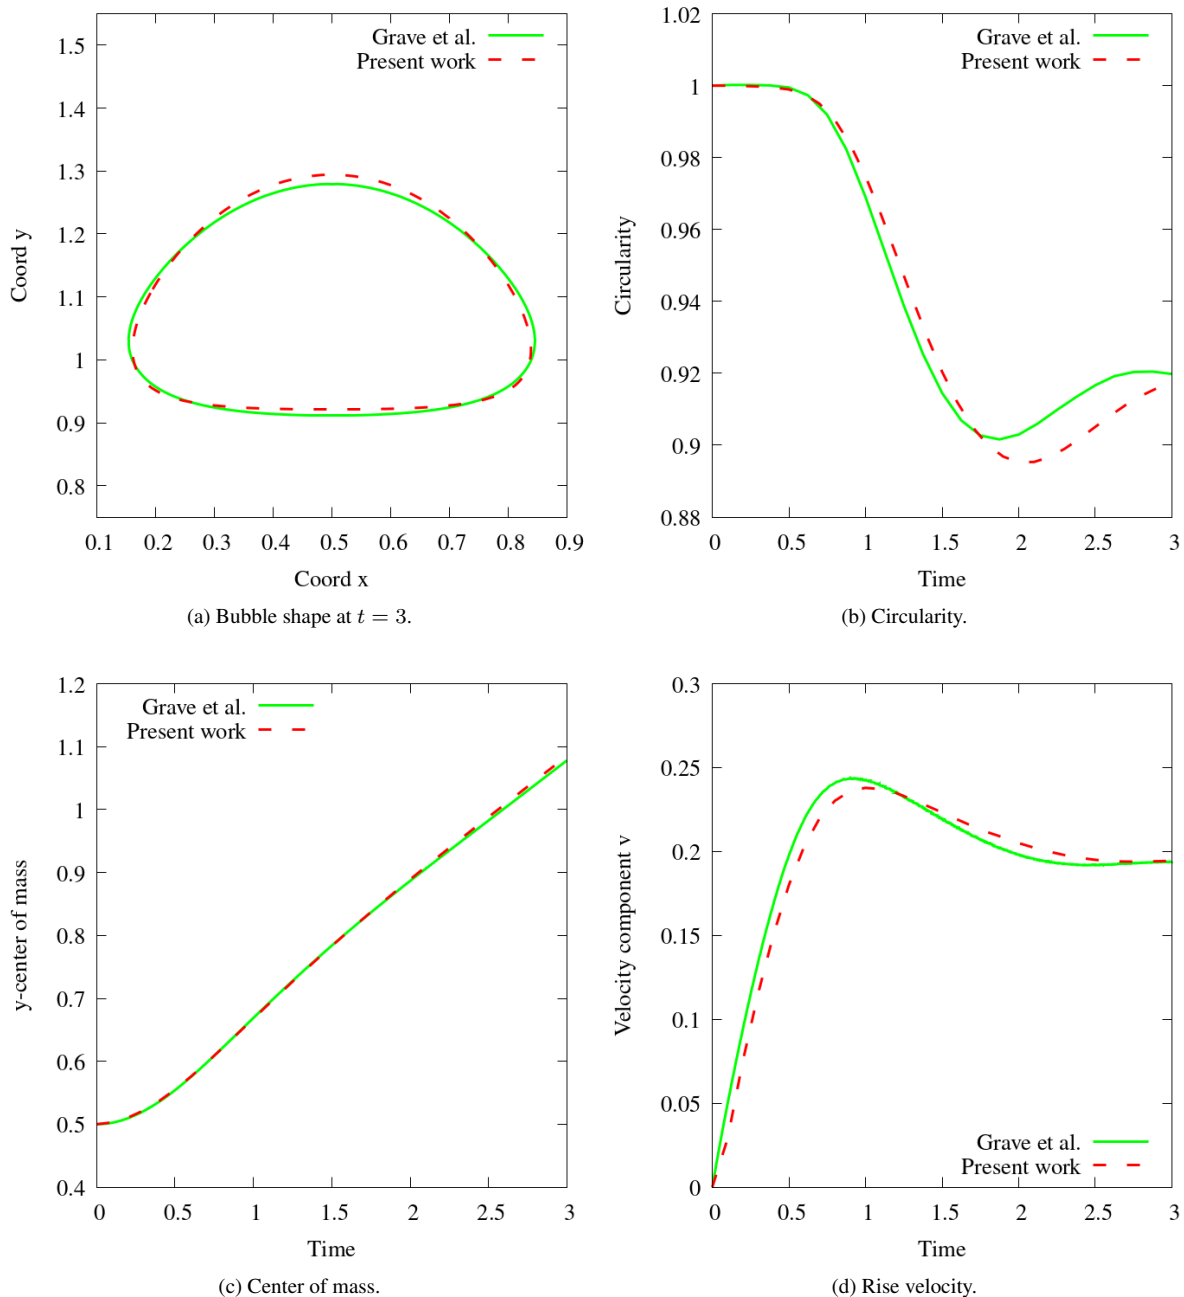 1.5
1.4
1.3
1.2
1.1
1
0.9
0.8
0.1 0.2 0.3 0.4 0.5 0.6 0.7 0.8 0.9
Coord y
Coord x
Grave et al.
Present work
(a) Bubble shape at t = 3.
1.02
1
0.98
0.96
0.94
0.92
0.9
0.88
0 0.5 1 1.5 2 2.5 3
Circularity
Time
Grave et al.
Present work
(b) Circularity.
1.2
1.1
1
0.9
0.8
0.7
0.6
0.5
0.4
0 0.5 1 1.5 2 2.5 3
y-center of mass
Time
Grave et al.
Present work
(c) Center of mass.
0.3
0.25
0.2
0.15
0.1
0.05
0
0 0.5 1 1.5 2 2.5 3
Velocity component v
Time
Grave et al.
Present work
(d) Rise velocity.